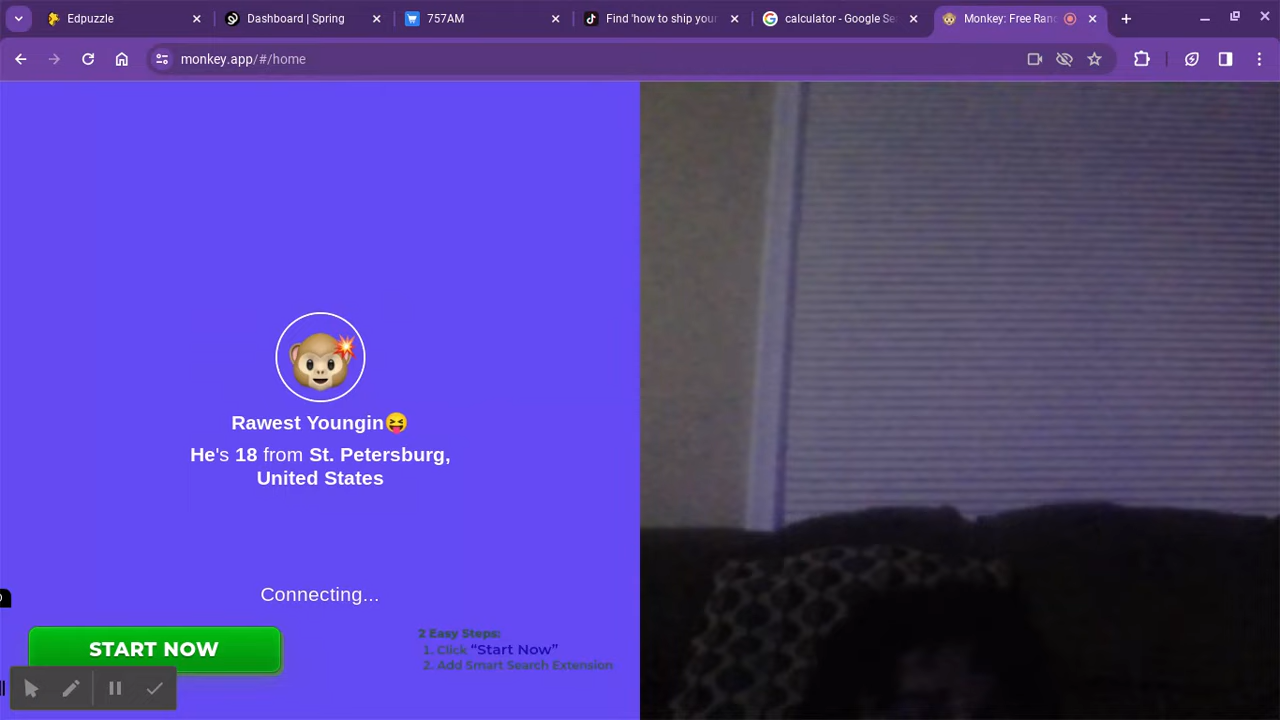 Edpuzzle
Dashboard | Spring
757AM
Find 'how to ship your
calculator - Google Se
Monkey: Free Ran
monkey.app/#/home
Rawest Youngin😝
He's 18 from St. Petersburg,
United States
Connecting...
START NOW
2 Easy Steps:
1. Click “Start Now”
2. Add Smart Search Extension